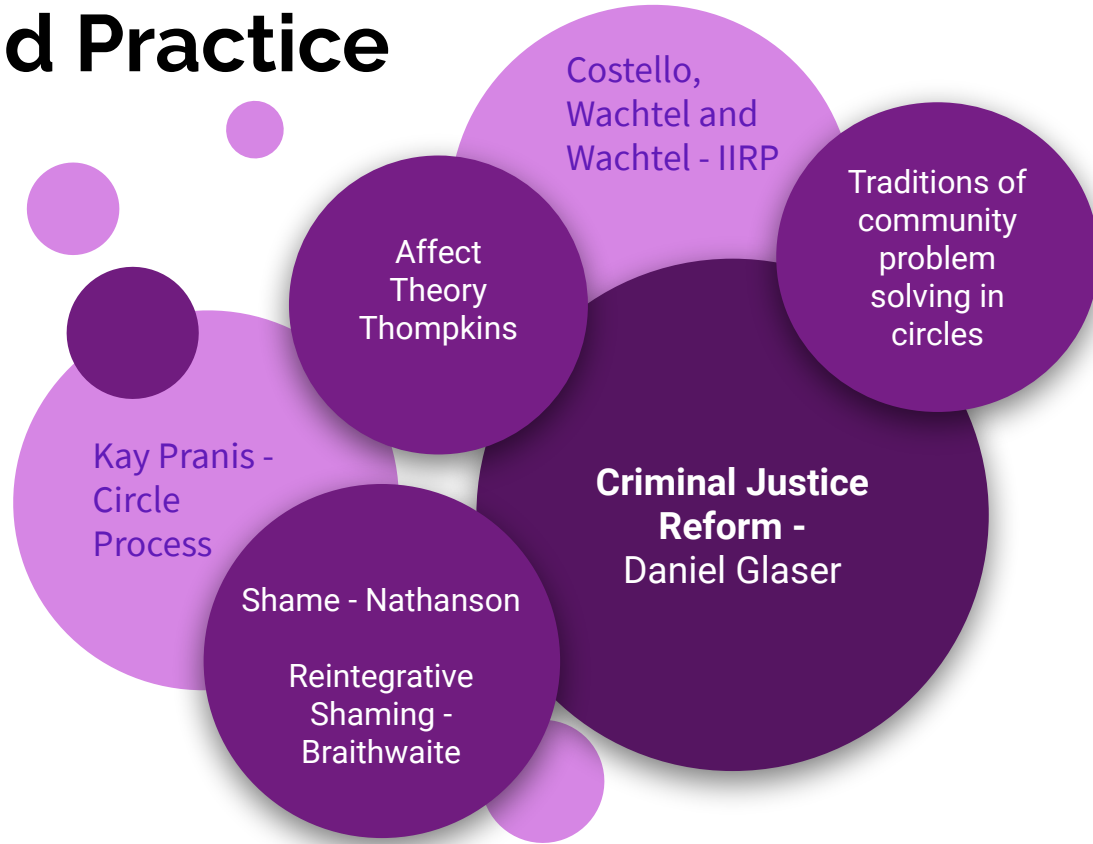 d Practice
Costello,
Wachtel and
Wachtel - IIRP
Traditions of
community
problem
solving in
circles
Affect
Theory
Thompkins
Kay Pranis -
Circle
Process
Criminal Justice
Reform -
Daniel Glaser
Shame - Nathanson
Reintegrative
Shaming -
Braithwaite